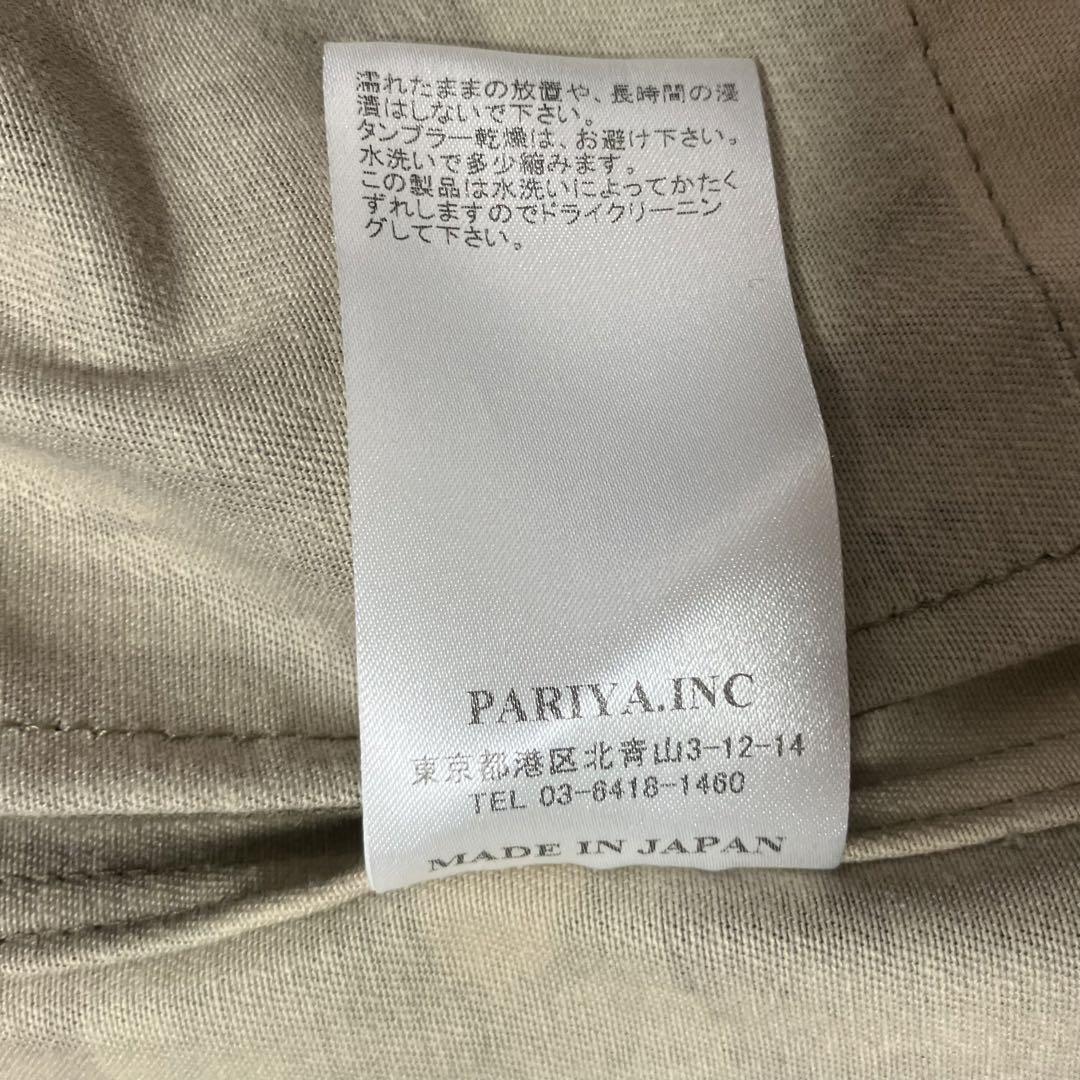 濡れたままの放置や、長時間の浸
漬はしないで下さい。
タンブラー乾燥は、お避け下さい。
水洗いで多少縮みます。
この製品は水洗いによってかたく
ずれしますのでドライクリーニン
グして下さい。
PARIYA.INC
東京都港区北青山3-12-14
TEL 03-6418-1460
MADE IN JAPAN